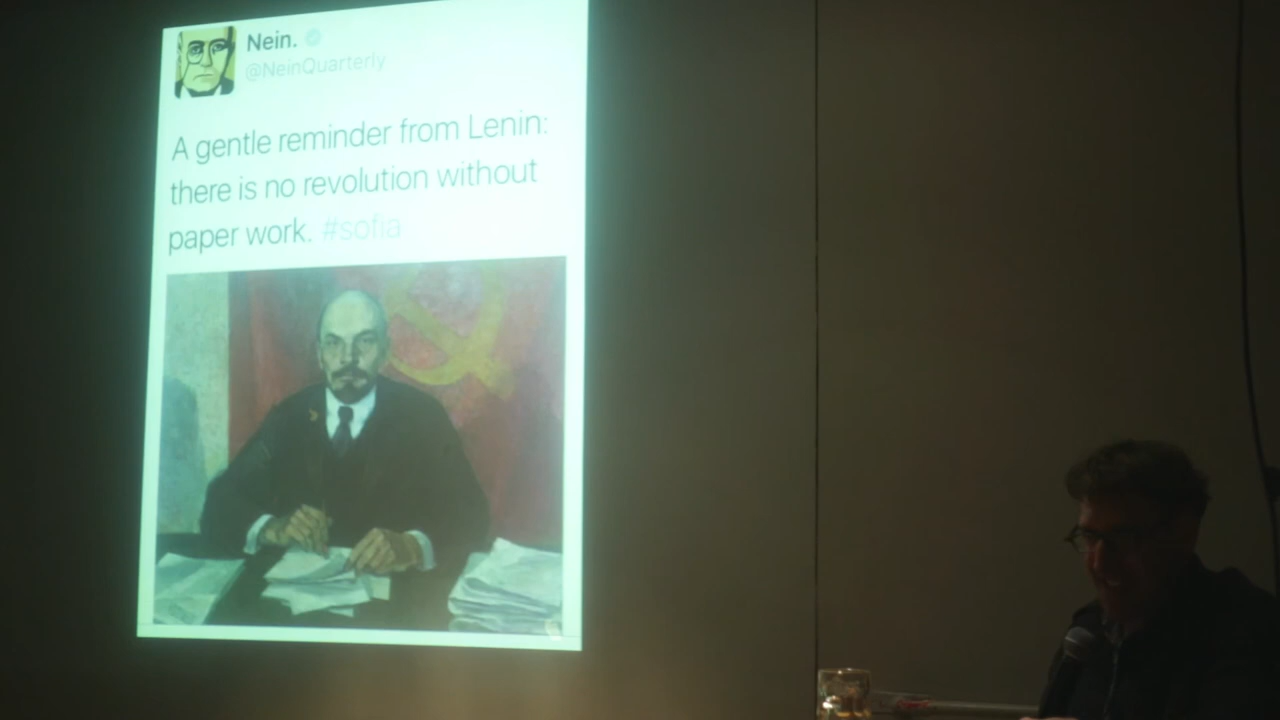 Nein.
@NeinQuarterly
A gentle reminder from Lenin:
there is no revolution without
paper work. #sofia